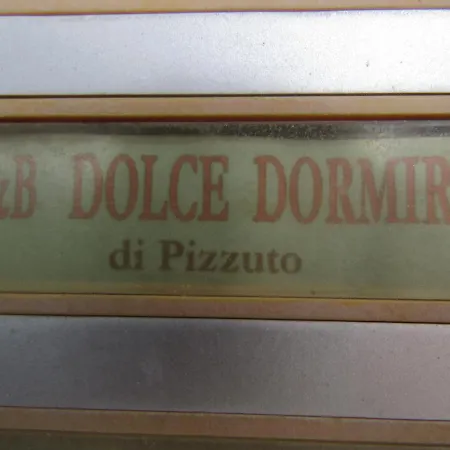 &B DOLCE DORMIR
di Pizzuto